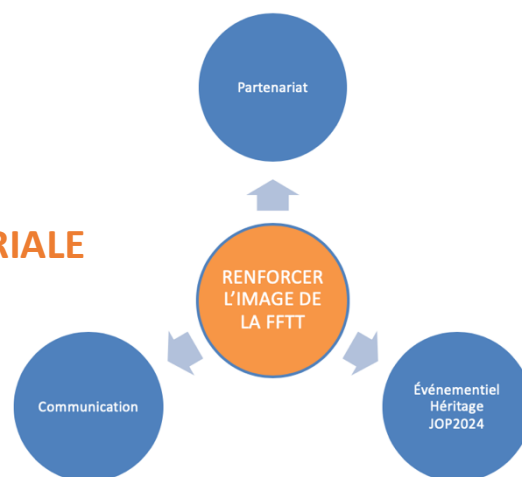 Partenariat
RIALE
RENFORCER
L'IMAGE DE
LA FFTT
Communication
Événementiel
Héritage
JOP2024